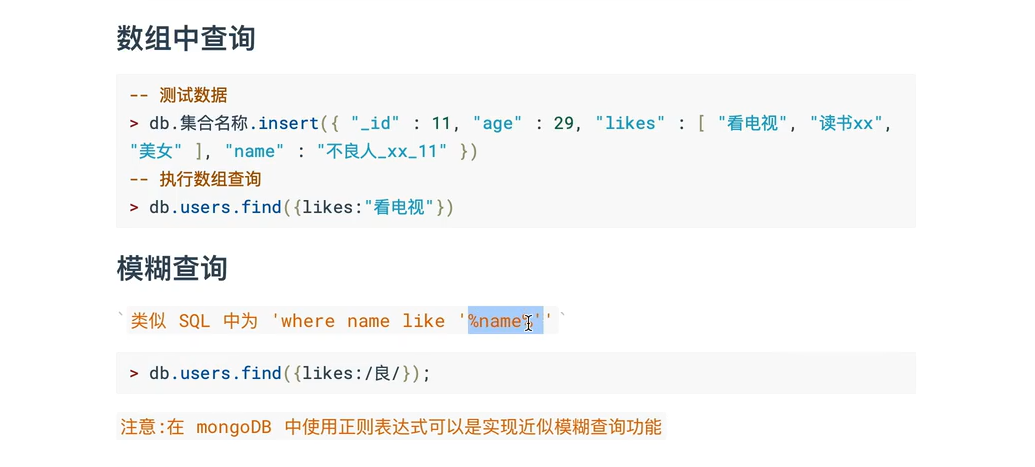 数组中查询
-- 测试数据
> db.集合名称.insert({ "_id" : 11, "age" : 29, "likes" : [ "看电视", "读书xx",
"美女" ], "name" : "不良人_xx_11" })
-- 执行数组查询
> db.users.find({likes:"看电视"})
模糊查询
`类似 SQL 中为 'where name like '%name%''`
> db.users.find({likes:/良/});
注意:在 mongoDB 中使用正则表达式可以是实现近似模糊查询功能